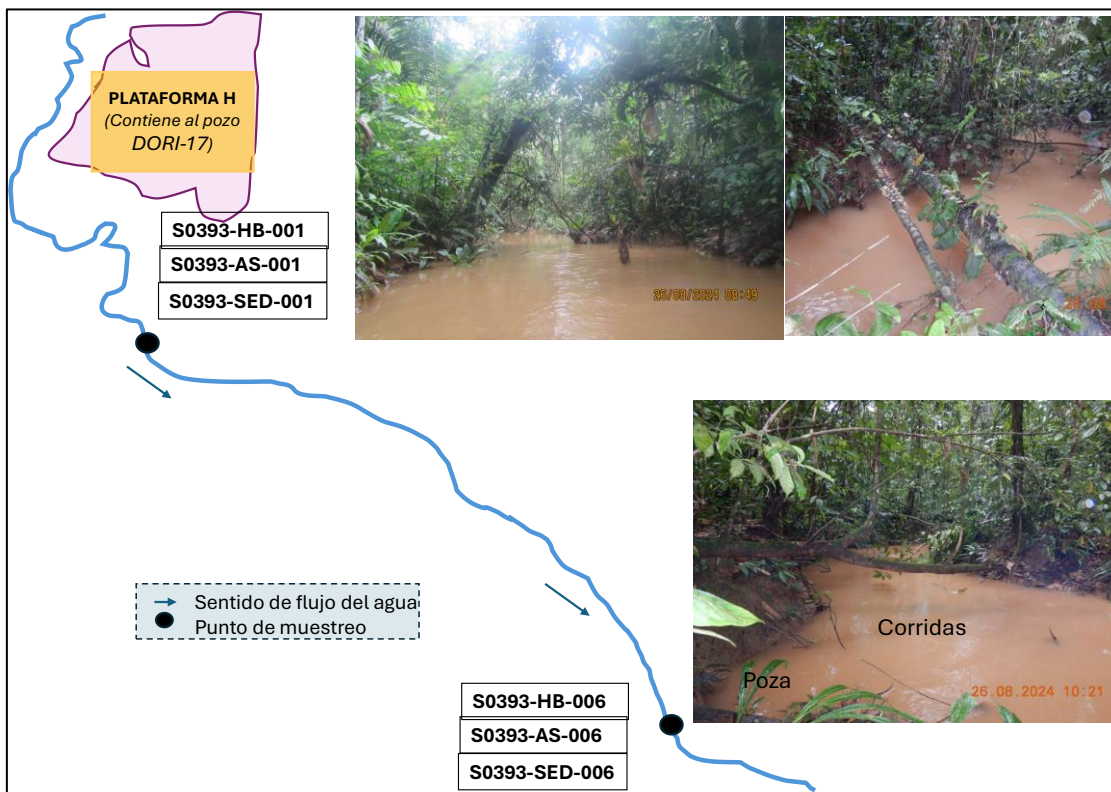 PLATAFORMA H
(Contiene al pozo
DORI-17)
S0393-HB-001
S0393-AS-001
S0393-SED-001
26/08/2024 08:49
Sentido de flujo del agua
Punto de muestreo
Corridas
Poza
26.08.2024 10:21
S0393-HB-006
S0393-AS-006
S0393-SED-006